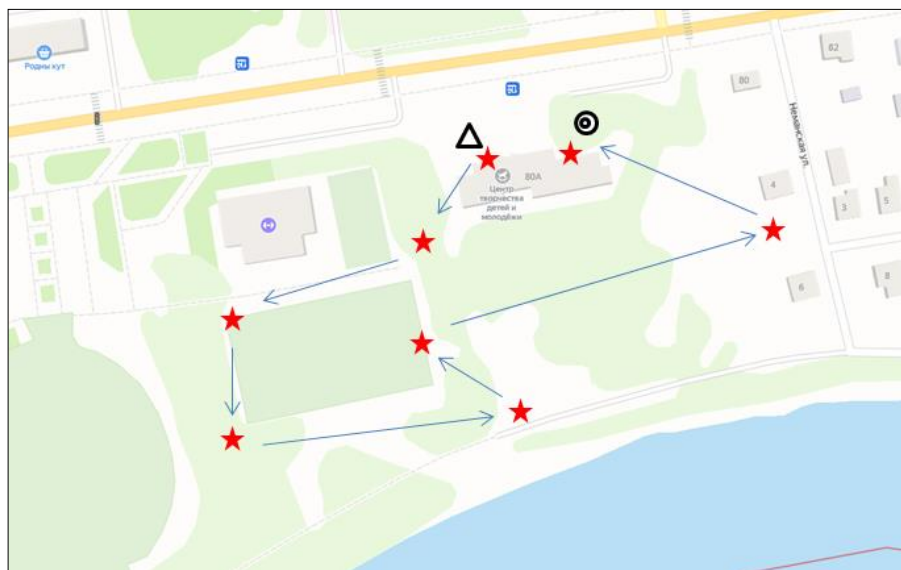 Родны кут
82
80
Неманская ул.
80А
Центр
творчества
детей и
молодёжи
4
3
5
6
8